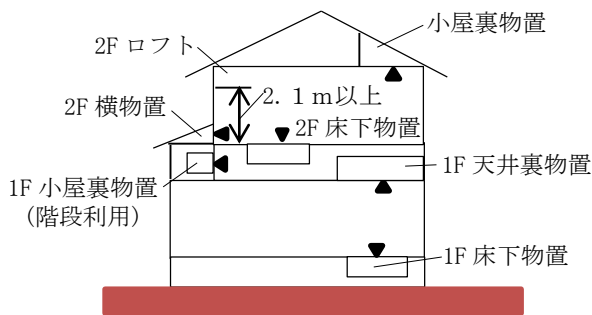 小屋裏物置
2F ロフト
2．1ｍ以上
2F 横物置
2F 床下物置
1F 天井裏物置
1F 小屋裏物置
(階段利用)
1F 床下物置